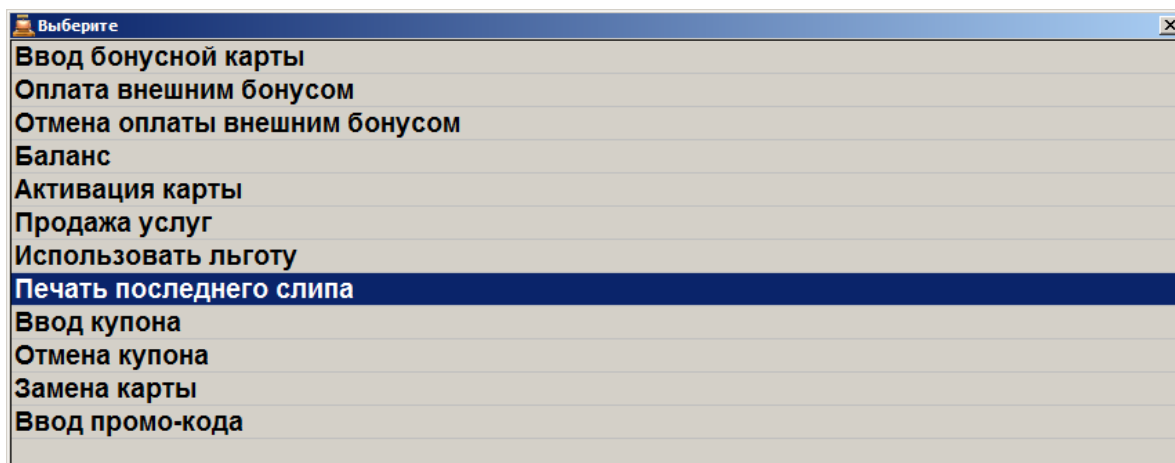 Выберите
Ввод бонусной карты
Оплата внешним бонусом
Отмена оплаты внешним бонусом
Баланс
Активация карты
Продажа услуг
Использовать льготу
Печать последнего слипа
Ввод купона
Отмена купона
Замена карты
Ввод промо-кода